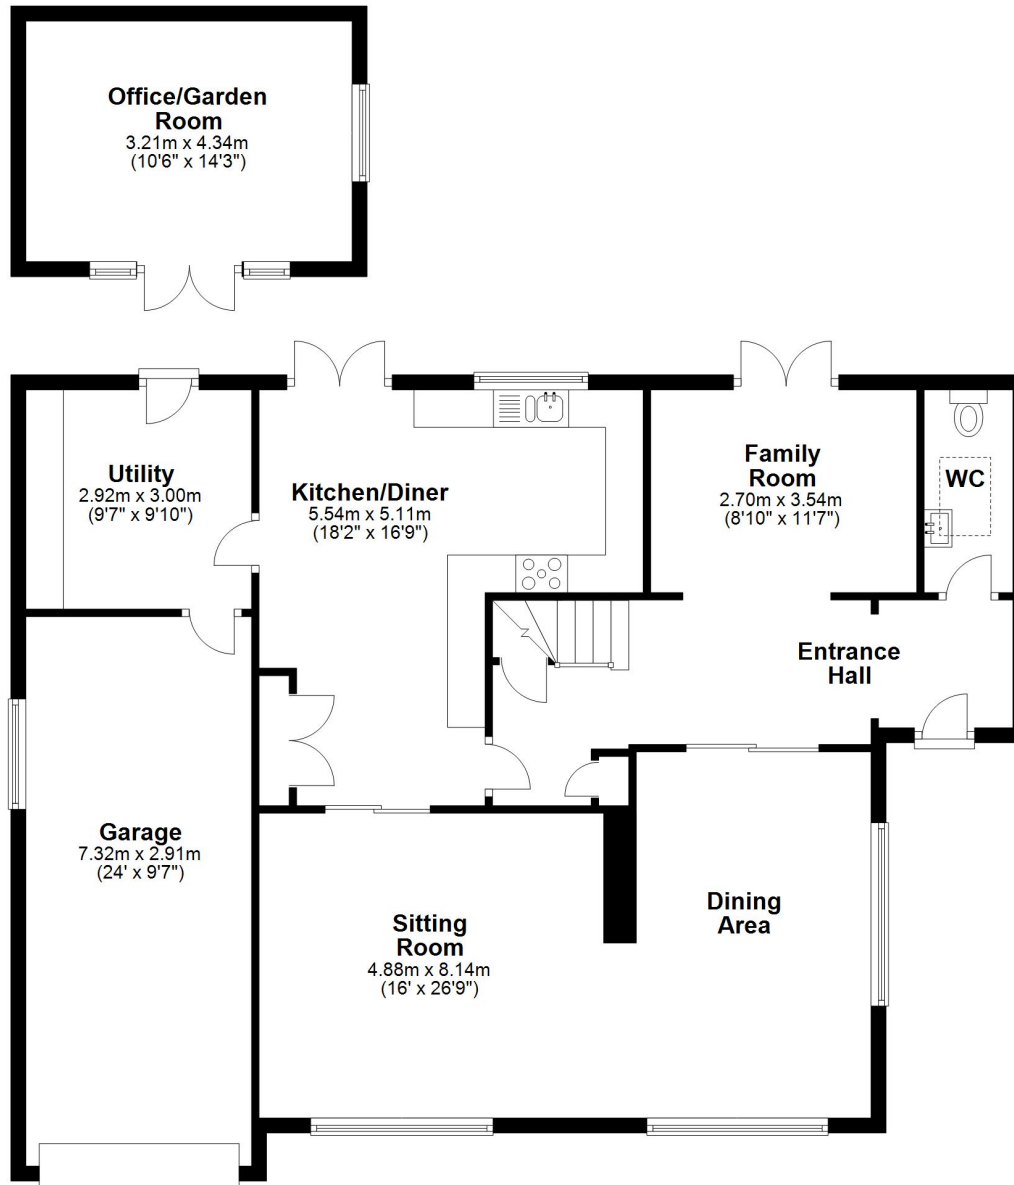 Office/Garden
Room
3.21m x 4.34m
(10'6" x 14'3")
Utility
2.92m x 3.00m
(9'7" x 9'10")
Kitchen/Diner
5.54m x 5.11m
(18'2" x 16'9")
Family
Room
2.70m x 3.54m
(8'10" x 11'7")
WC
Entrance
Hall
Garage
7.32m x 2.91m
(24' x 9'7")
Sitting
Room
4.88m x 8.14m
(16' x 26'9")
Dining
Area